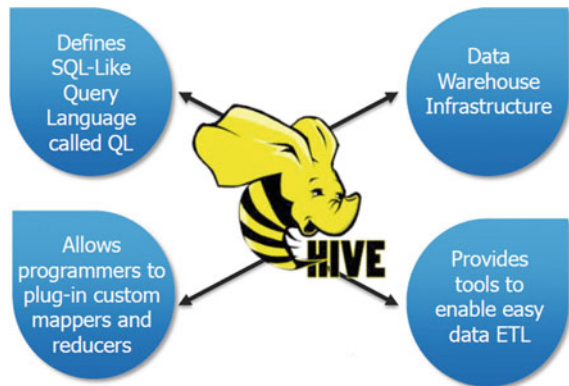 Defines
SQL-Like
Query
Language
called QL
Data
Warehouse
Infrastructure
HIVE
Allows
programmers to
plug-in custom
mappers and
reducers
Provides
tools to
enable easy
data ETL